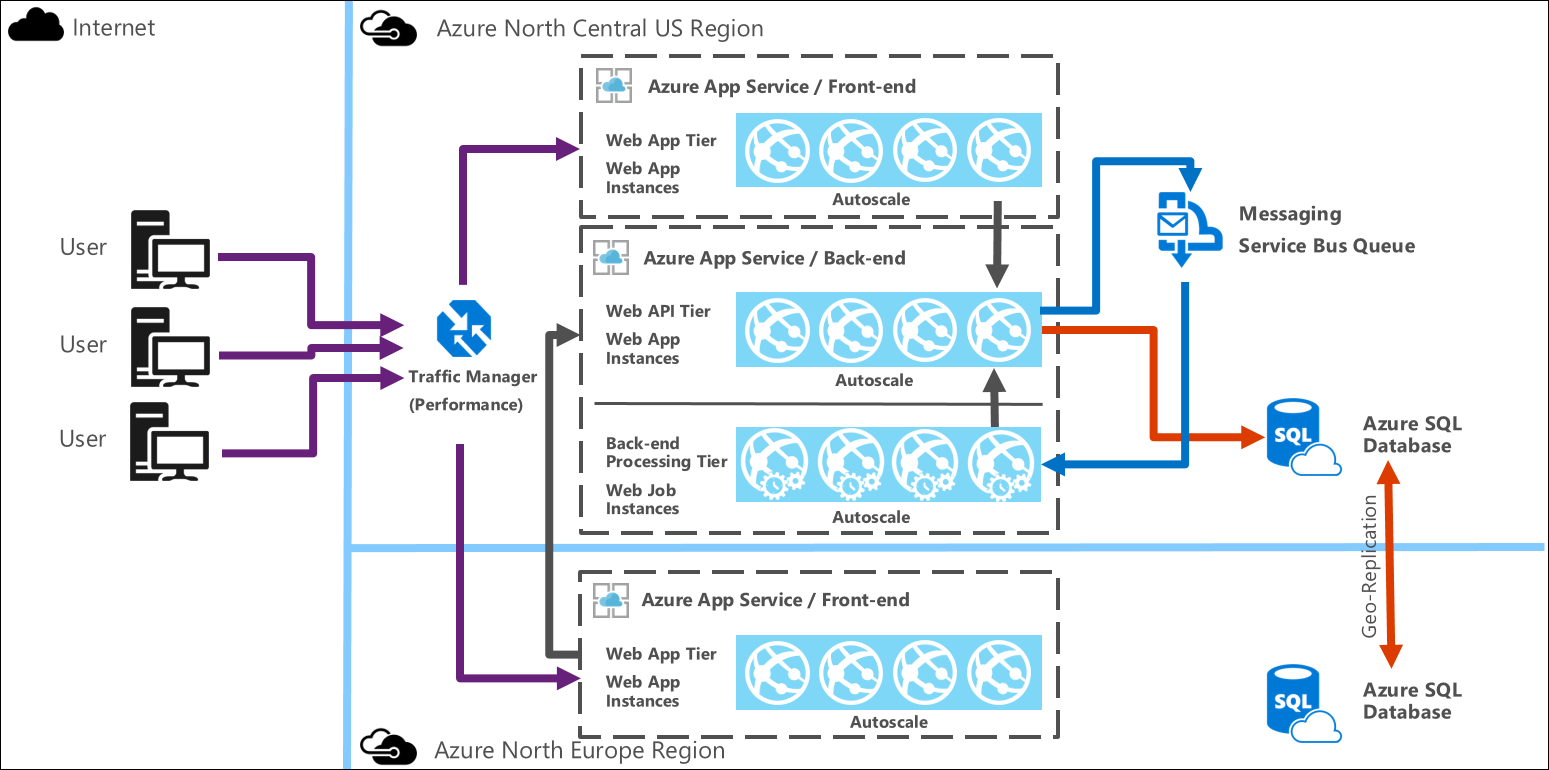 Internet
Azure North Central US Region
Azure App Service / Front-end
Web App Tier
Web App
Instances
Autoscale
User
User
User
Traffic Manager
(Performance)
Azure App Service / Back-end
Web API Tier
Web App
Instances
Autoscale
Back-end
Processing Tier
Web Job
Instances
Autoscale
Messaging
Service Bus Queue
SQL
Azure SQL
Database
Geo-Replication
Azure App Service / Front-end
Web App Tier
Web App
Instances
Autoscale
SQL
Azure SQL
Database
Azure North Europe Region